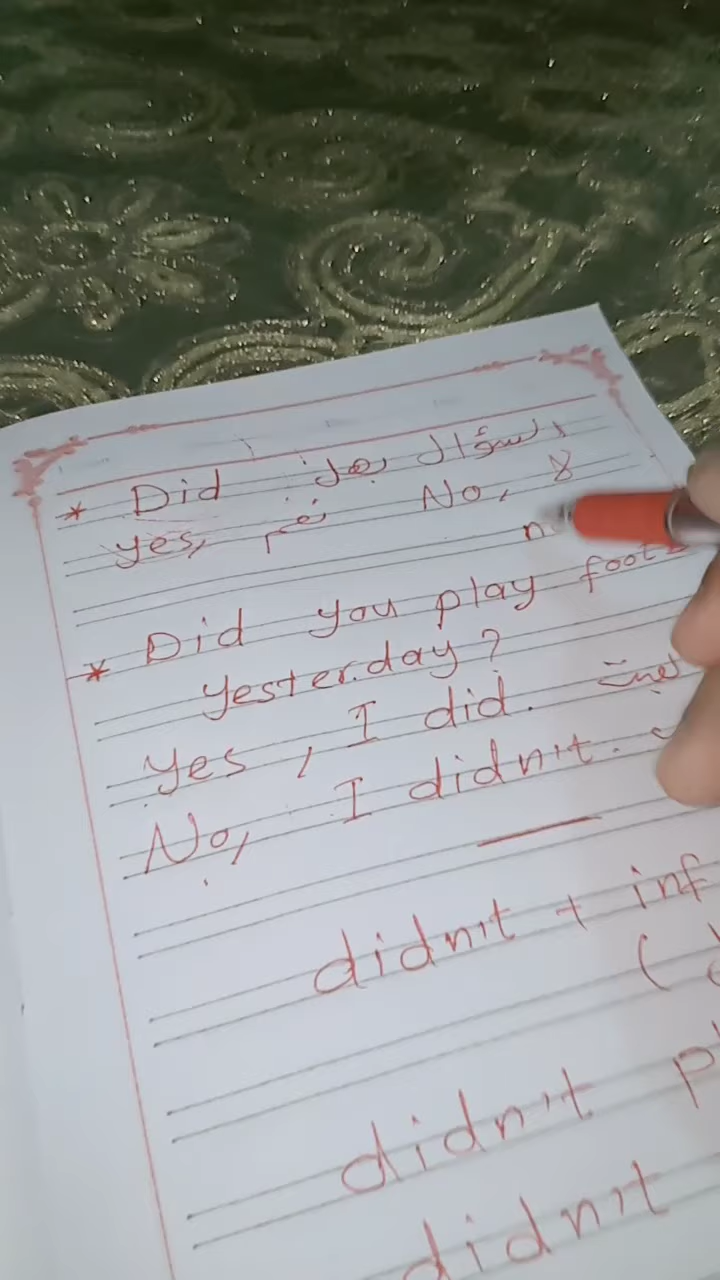 * Did السؤال بهل:
yes, نعم No, لا
* Did you play foot
yesterday?
Yes, I did.
No, I didn't.
didn't + inf
(
didn't
didn't